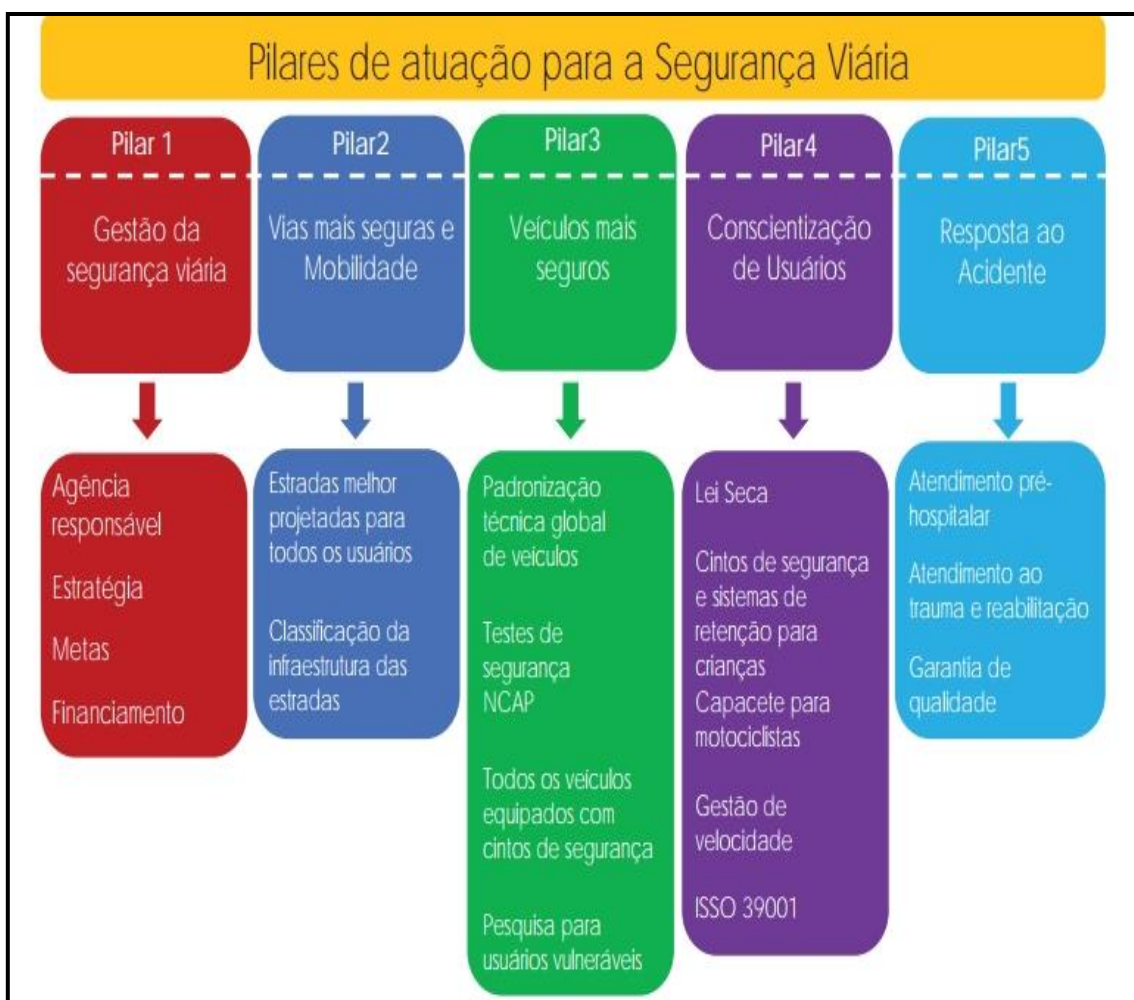 Pilares de atuação para a Segurança Viária
Pilar 1
Gestão da
segurança viária
Agência
responsável
Estratégia
Metas
Financiamento
Pilar2
Vias mais seguras e
Mobilidade
Estradas melhor
projetadas para
todos os usuários
Classificação da
infraestrutura das
estradas
Pilar3
Veículos mais
seguros
Padronização
técnica global
de veículos
Testes de
segurança
NCAP
Todos os veículos
equipados com
cintos de segurança
Pesquisa para
usuários vulneráveis
Pilar4
Conscientização
de Usuários
Lei Seca
Cintos de segurança
e sistemas de
retenção para
crianças
Capacete para
motociclistas
Gestão de
velocidade
ISSO 39001
Pilar5
Resposta ao
Acidente
Atendimento pré-
hospitalar
Atendimento ao
trauma e reabilitação
Garantia de
qualidade